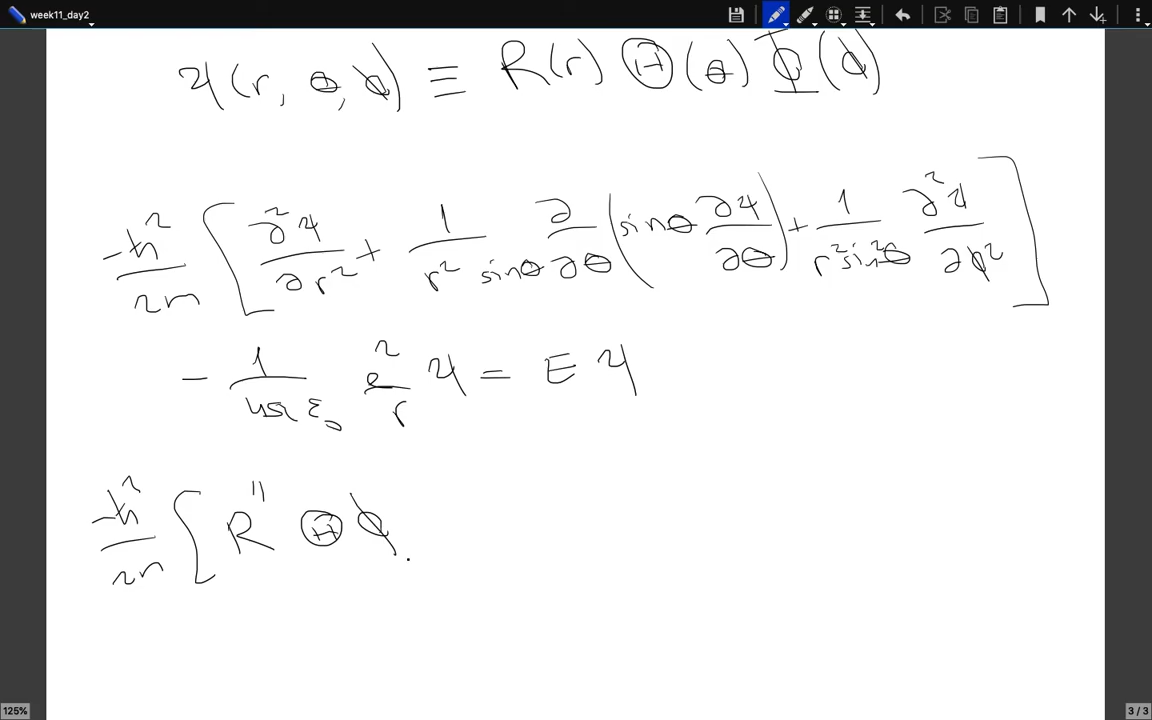 week11_day2
ψ(r, θ, ϕ) ≡ R(r) Θ(θ) Φ(ϕ)
-ℏ²/2m [ ∂²ψ/∂r² + 1/(r² sinθ) ∂/∂θ ( sinθ ∂ψ/∂θ ) + 1/(r² sin²θ) ∂²ψ/∂ϕ² ]
- 1/(4πε₀) e²/r ψ = E ψ
-ℏ²/2m [ R'' Θ ϕ
125% 3 / 3